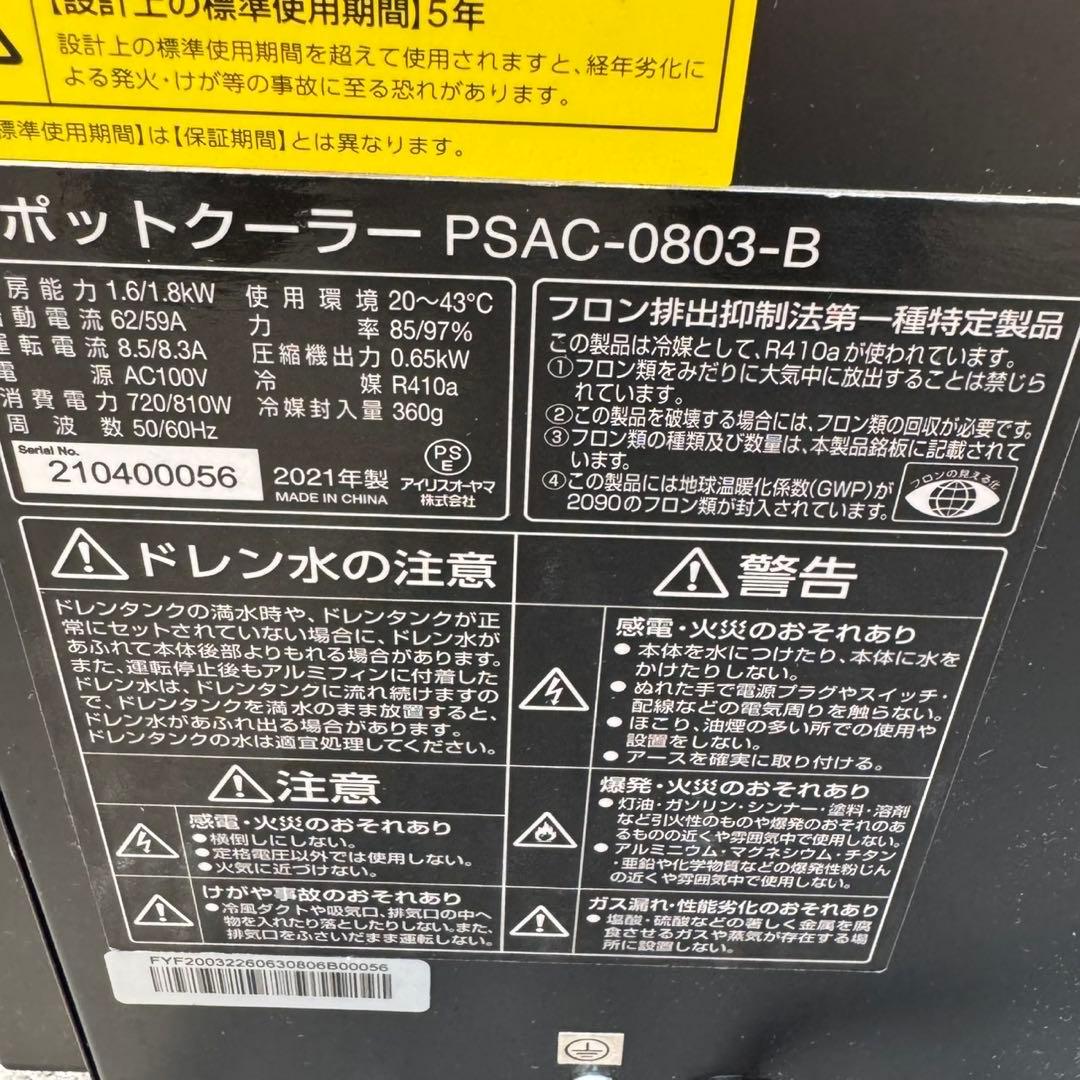 【設計上の標準使用期間】5年
設計上の標準使用期間を超えて使用されますと、経年劣化に
よる発火・けが等の事故に至る恐れがあります。
標準使用期間】は【保証期間】とは異なります。
ポットクーラー PSAC-0803-B
房能力 1.6/1.8kW
動電流 62/59A
運転電流 8.5/8.3A
電源 AC100V
消費電力 720/810W
周波数 50/60Hz
使用環境 20～43℃
力率 85/97%
圧縮機出力 0.65kW
冷媒 R410a
冷媒封入量 360g
Serial No.
210400056
2021年製
MADE IN CHINA
PS
E
アイリスオーヤマ
株式会社
フロン排出抑制法第一種特定製品
この製品は冷媒として、R410aが使われています。
①フロン類をみだりに大気中に放出することは禁じら
れています。
②この製品を破壊する場合には、フロン類の回収が必要です。
③フロン類の種類及び数量は、本製品銘板に記載されて
います。
④この製品には地球温暖化係数(GWP)が
2090のフロン類が封入されています。
フロンの見える化
ドレン水の注意
ドレンタンクの満水時や、ドレンタンクが正
常にセットされていない場合に、ドレン水が
あふれて本体後部よりもれる場合があります。
また、運転停止後もアルミフィンに付着した
ドレン水は、ドレンタンクに流れ続けますの
で、ドレンタンクを満水のまま放置すると、
ドレン水があふれ出る場合があります。
ドレンタンクの水は適宜処理してください。
注意
感電・火災のおそれあり
●横倒しにしない。
●定格電圧以外では使用しない。
●火気に近づけない。
けがや事故のおそれあり
●冷風ダクトや吸気口、排気口の中へ
物を入れたり落としたりしない。また、
排気口をふさいだまま運転しない。
警告
感電・火災のおそれあり
●本体を水につけたり、本体に水を
かけたりしない。
●ぬれた手で電源プラグやスイッチ・
配線などの電気周りを触らない。
●ほこり、油煙の多い所での使用や
設置をしない。
●アースを確実に取り付ける。
爆発・火災のおそれあり
●灯油・ガソリン・シンナー・塗料・溶剤
など引火性のものや爆発のおそれのあ
るものの近くや雰囲気中で使用しない。
●アルミニウム・マグネシウム・チタン
・亜鉛や化学物質などの爆発性粉じん
の近くや雰囲気中で使用しない。
ガス漏れ・性能劣化のおそれあり
●塩酸・硫酸などの著しく金属を腐
食させるガスや蒸気が存在する場
所に設置しない。
FYF20032260630806B00056